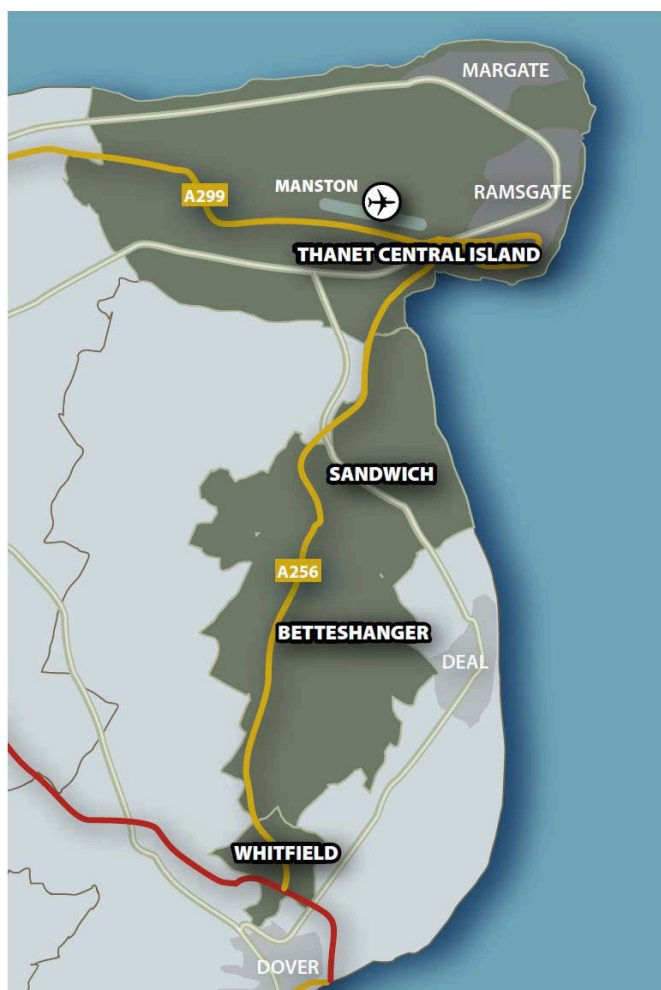 MARGATE
RAMSGATE
A299
MANSTON
THANET CENTRAL ISLAND
SANDWICH
A256
BETTESHANGER
DEAL
WHITFIELD
DOVER